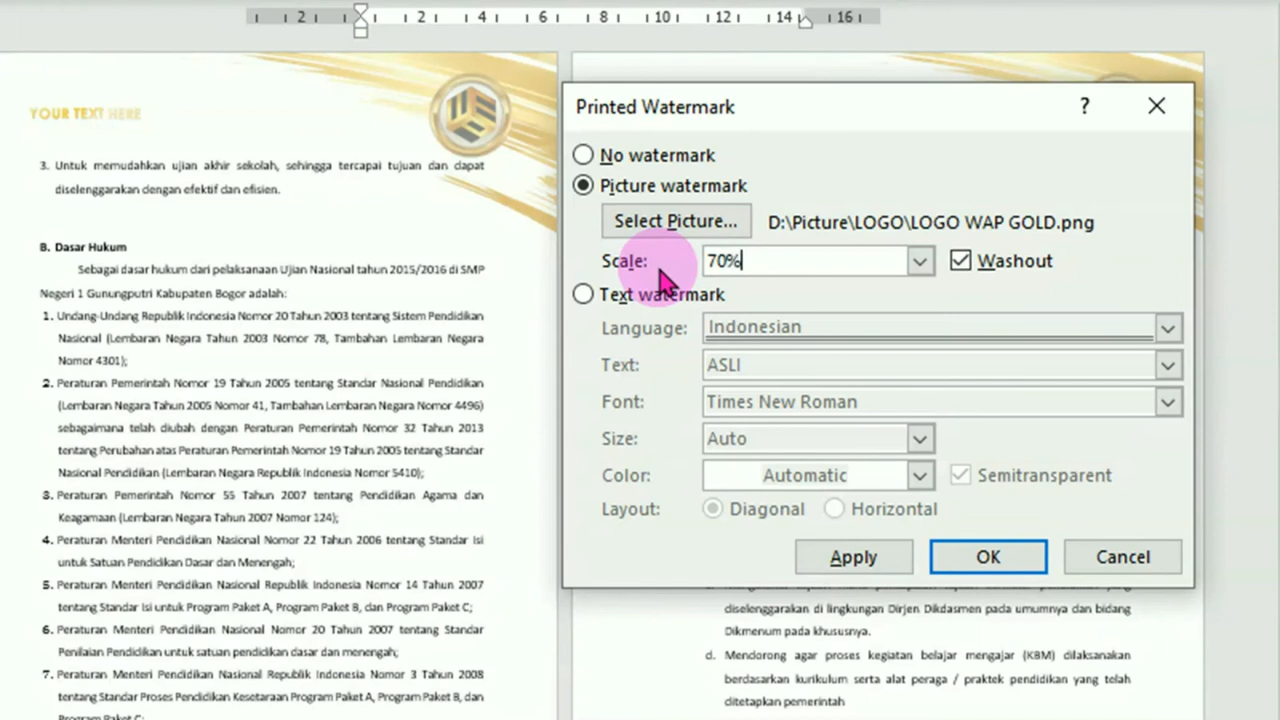 2 2 4 6 8 10 12 14 16
YOUR TEXT HERE
3. Untuk memudahkan ujian akhir sekolah, sehingga tercapai tujuan dan dapat
diselenggarakan dengan efektif dan efisien.
B. Dasar Hukum
Sebagai dasar hukum dari pelaksanaan Ujian Nasional tahun 2015/2016 di SMP
Negeri 1 Gunungputri Kabupaten Bogor adalah:
1. Undang-Undang Republik Indonesia Nomor 20 Tahun 2003 tentang Sistem Pendidikan
Nasional (Lembaran Negara Tahun 2003 Nomor 78, Tambahan Lembaran Negara
Nomor 4301);
2. Peraturan Pemerintah Nomor 19 Tahun 2005 tentang Standar Nasional Pendidikan
(Lembaran Negara Tahun 2005 Nomor 41, Tambahan Lembaran Negara Nomor 4496)
sebagaimana telah diubah dengan Peraturan Pemerintah Nomor 32 Tahun 2013
tentang Perubahan atas Peraturan Pemerintah Nomor 19 Tahun 2005 tentang Standar
Nasional Pendidikan (Lembaran Negara Republik Indonesia Nomor 5410);
3. Peraturan Pemerintah Nomor 55 Tahun 2007 tentang Pendidikan Agama dan
Keagamaan (Lembaran Negara Tahun 2007 Nomor 124);
4. Peraturan Menteri Pendidikan Nasional Nomor 22 Tahun 2006 tentang Standar Isi
untuk Satuan Pendidikan Dasar dan Menengah;
5. Peraturan Menteri Pendidikan Nasional Republik Indonesia Nomor 14 Tahun 2007
tentang Standar Isi untuk Program Paket A, Program Paket B, dan Program Paket C;
6. Peraturan Menteri Pendidikan Nasional Nomor 20 Tahun 2007 tentang Standar
Penilaian Pendidikan untuk satuan pendidikan dasar dan menengah;
7. Peraturan Menteri Pendidikan Nasional Republik Indonesia Nomor 3 Tahun 2008
tentang Standar Proses Pendidikan Kesetaraan Program Paket A, Program Paket B, dan
Program Paket C;
Printed Watermark ?
No watermark
Picture watermark
Select Picture... D:\Picture\LOGO\LOGO WAP GOLD.png
Scale: 70% Washout
Text watermark
Language: Indonesian
Text: ASLI
Font: Times New Roman
Size: Auto
Color: Automatic Semitransparent
Layout: Diagonal Horizontal
Apply OK Cancel
diselenggarakan di lingkungan Dirjen Dikdasmen pada umumnya dan bidang
Dikmenum pada khususnya.
d. Mendorong agar proses kegiatan belajar mengajar (KBM) dilaksanakan
berdasarkan kurikulum serta alat peraga / praktek pendidikan yang telah
ditetapkan pemerintah